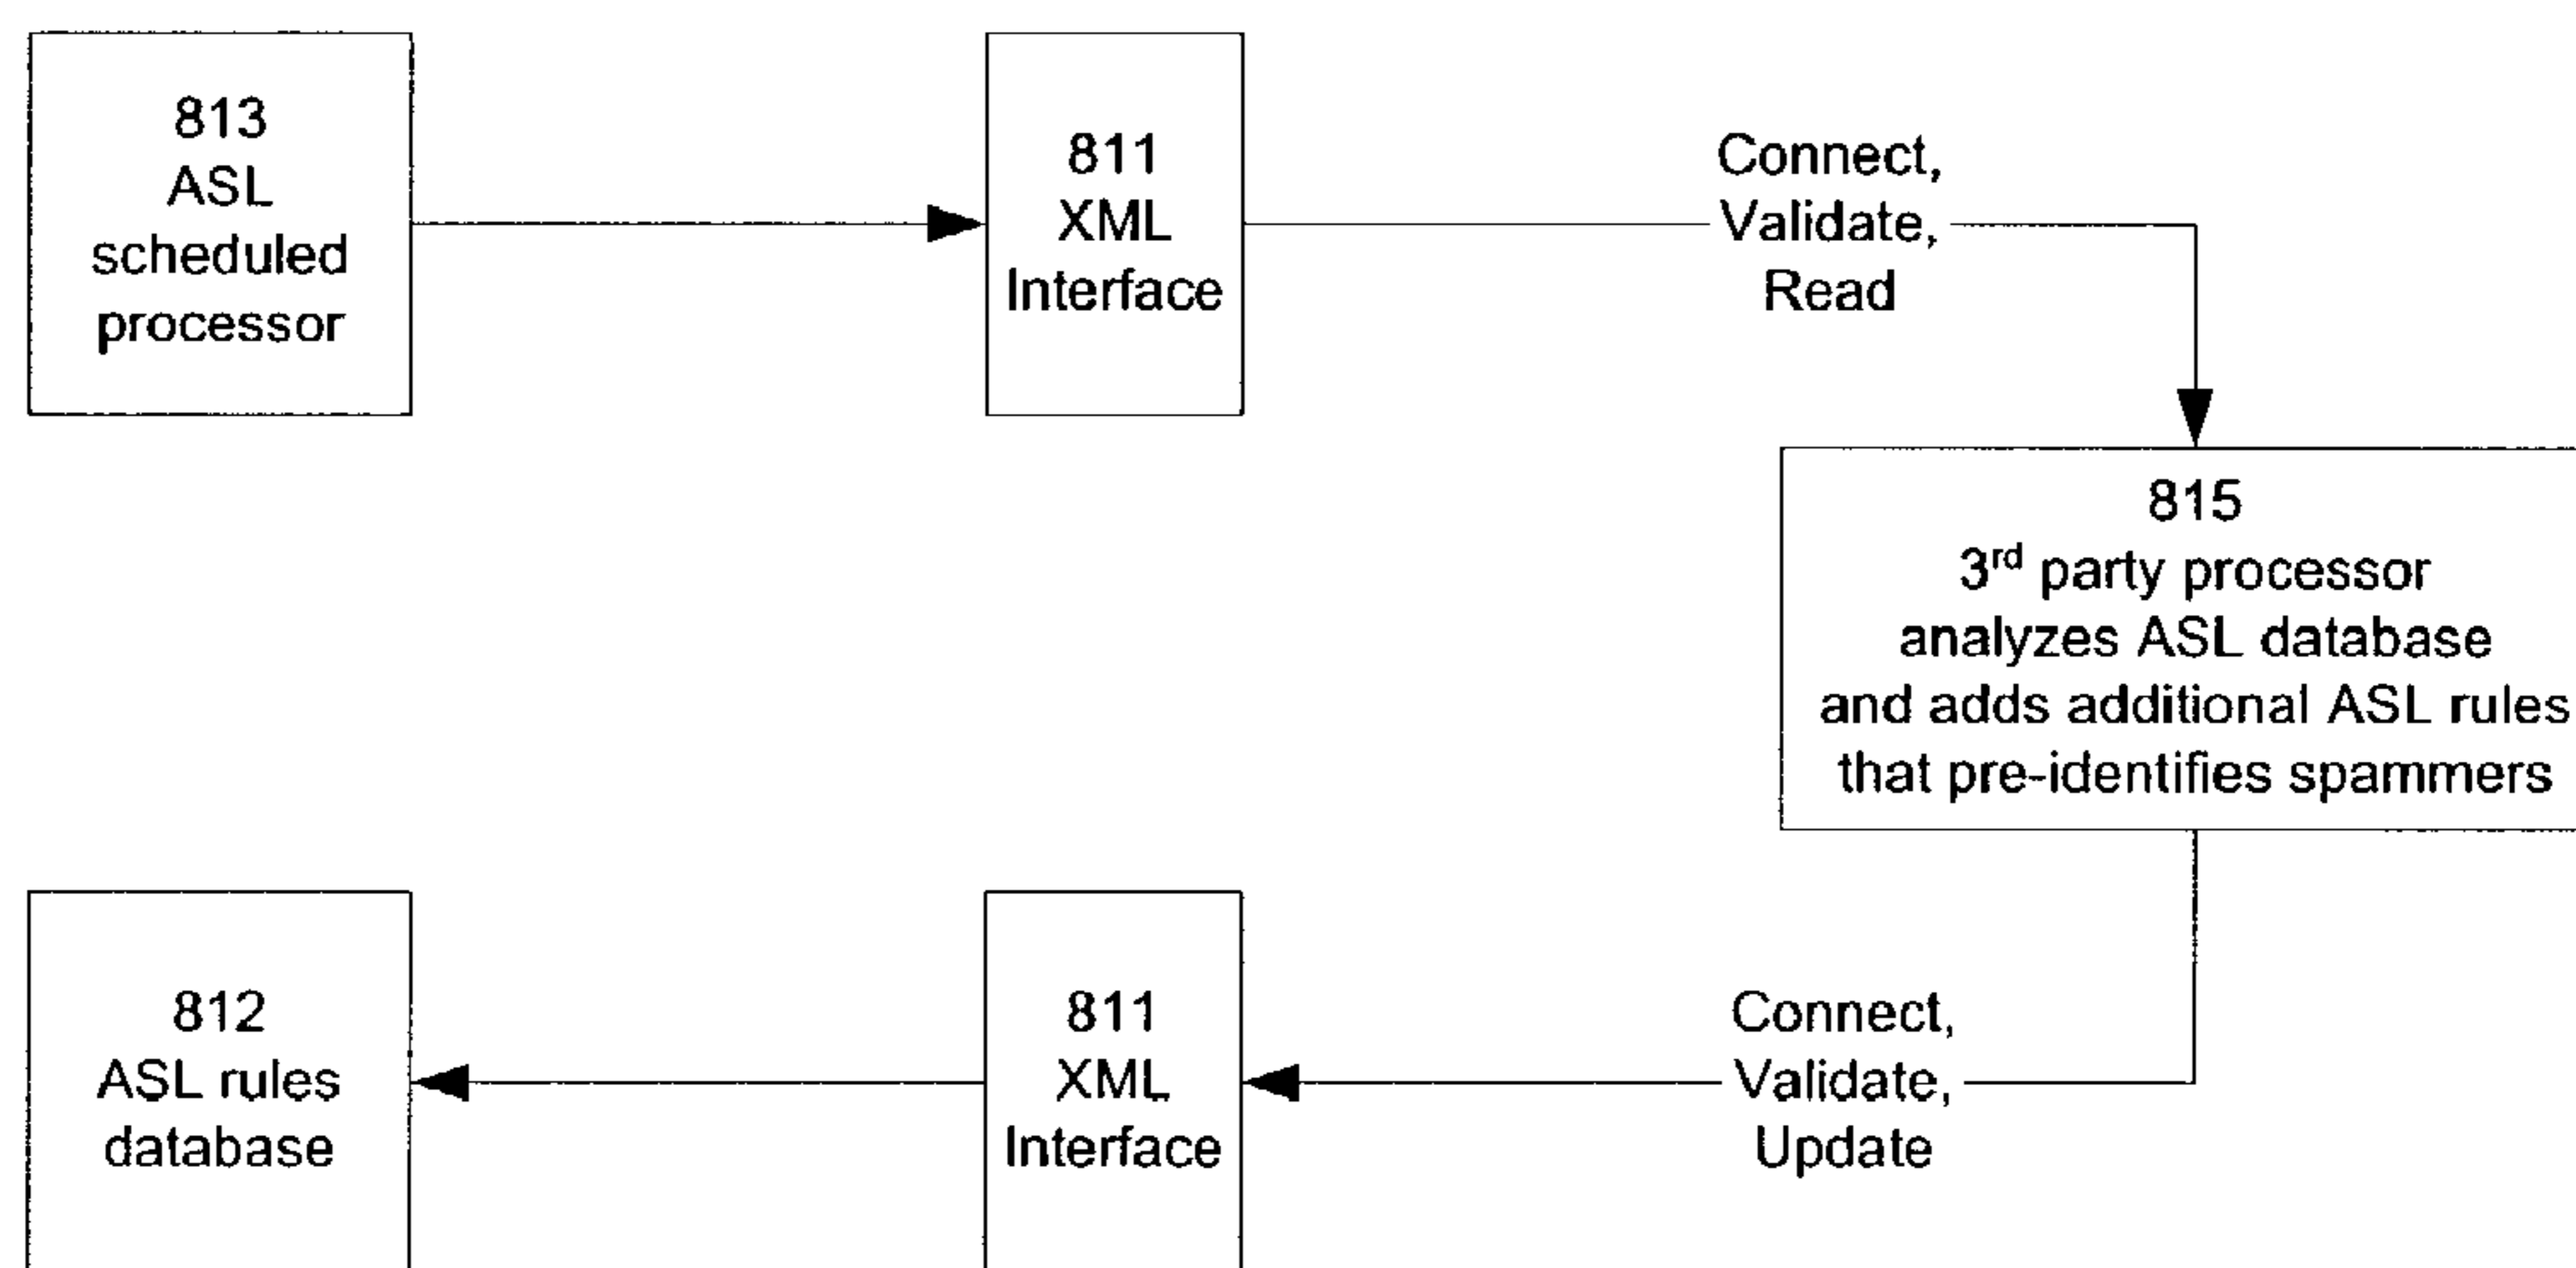 813
ASL
scheduled
processor
811
XML
Interface
Connect,
Validate,
Read
815
3rd party processor
analyzes ASL database
and adds additional ASL rules
that pre-identifies spammers
812
ASL rules
database
811
XML
Interface
Connect,
Validate,
Update